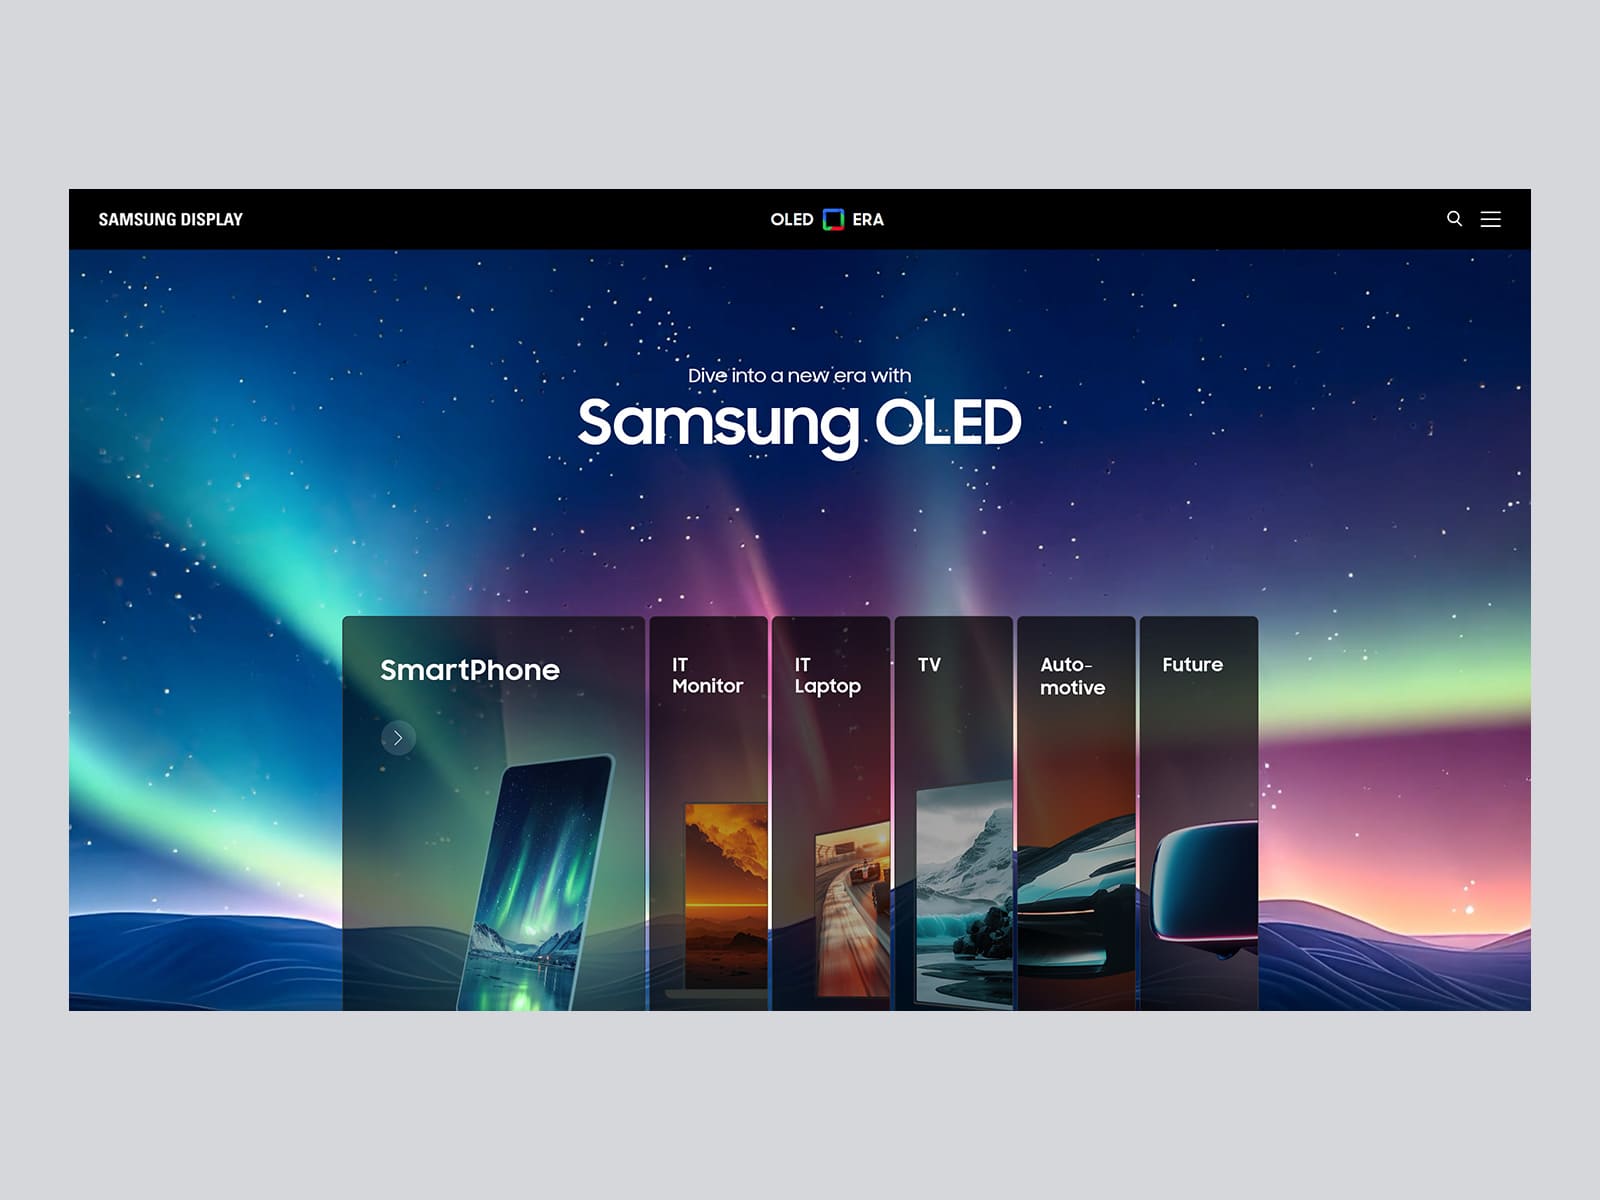 SAMSUNG DISPLAY
OLED ERA
Dive into a new era with
Samsung OLED
SmartPhone
IT
Monitor
IT
Laptop
TV
Auto-
motive
Future